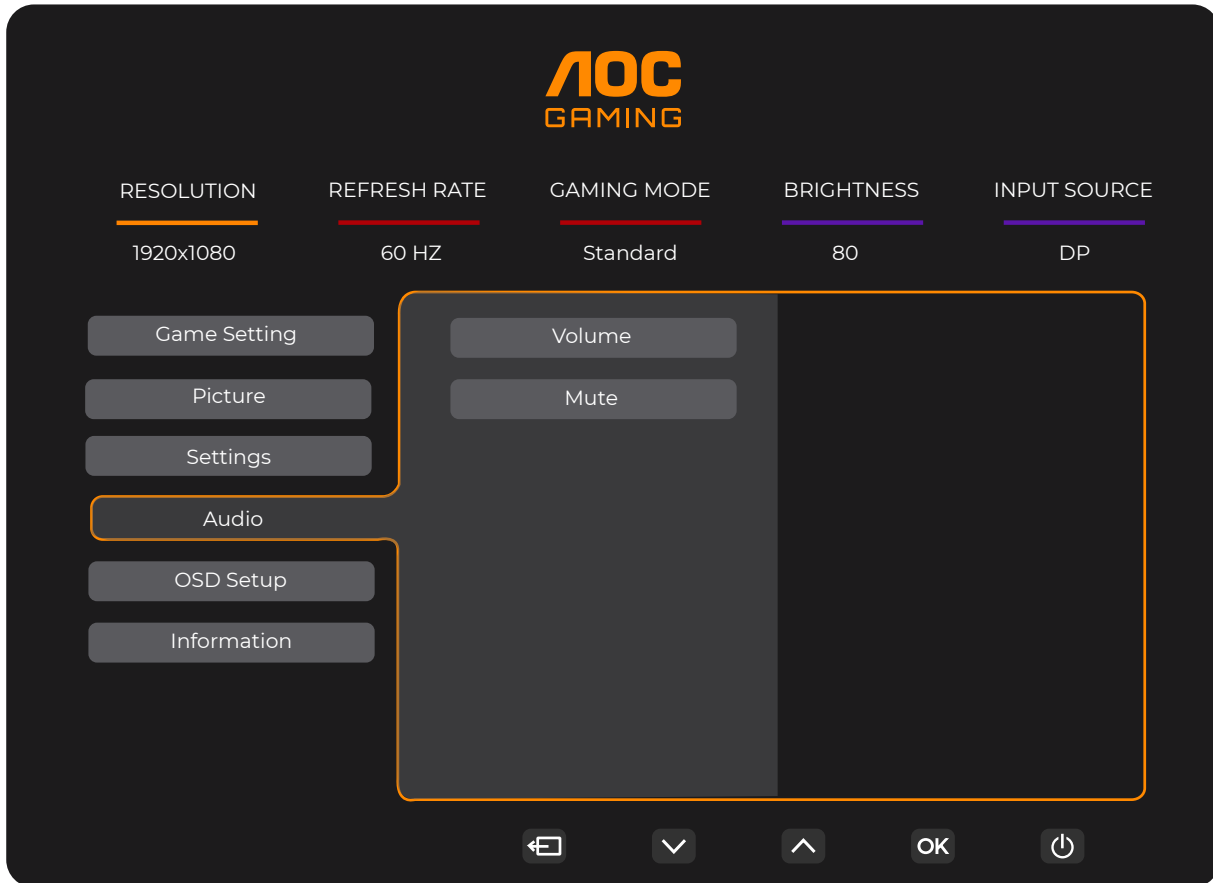 AOC
GAMING
RESOLUTION REFRESH RATE GAMING MODE BRIGHTNESS INPUT SOURCE
1920x1080 60 HZ Standard 80 DP
Game Setting
Picture
Settings
Audio
OSD Setup
Information
Volume
Mute
OK